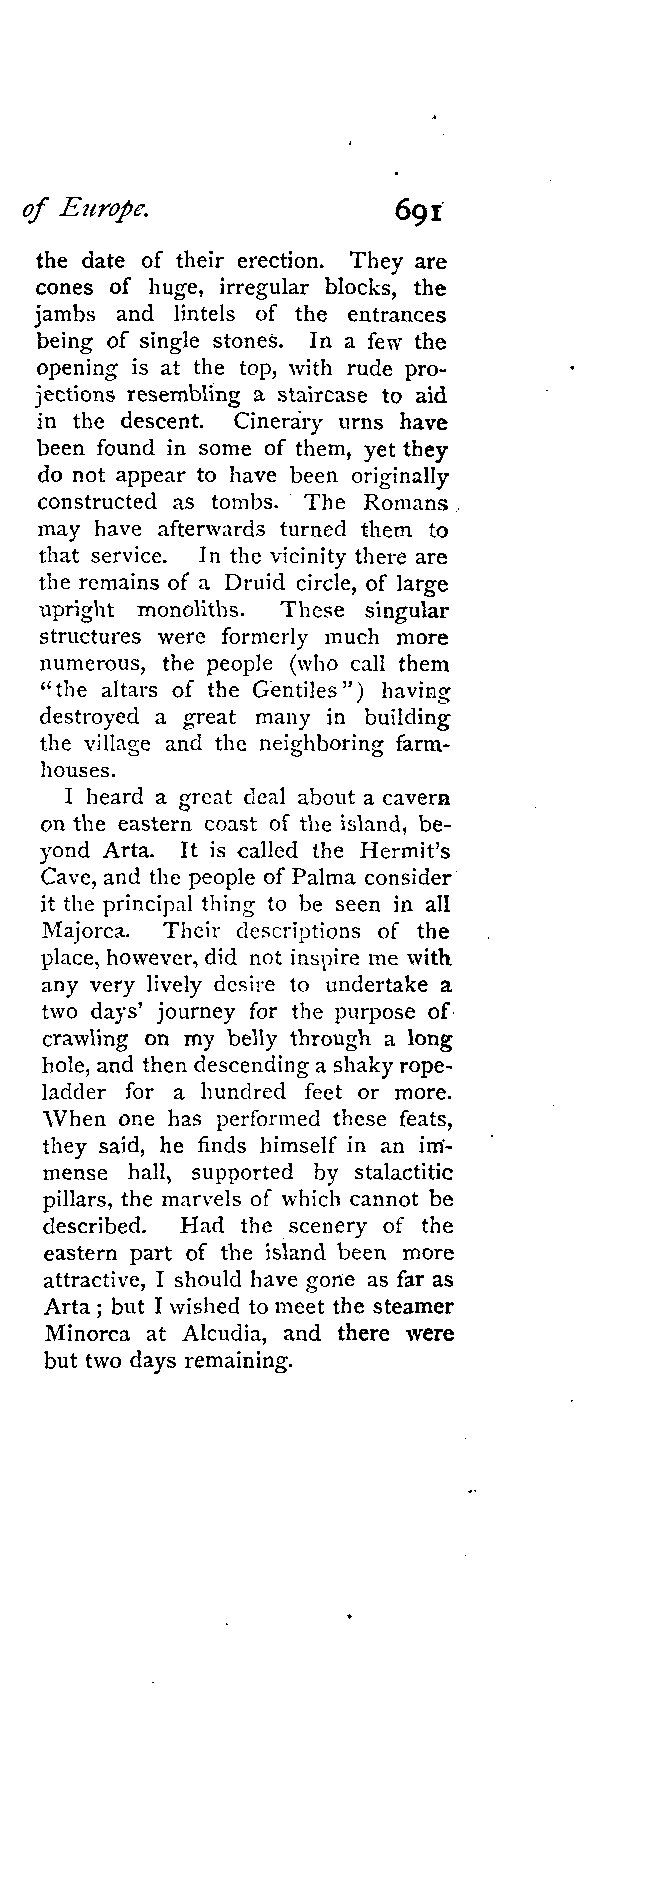 of Europe. 691
the date of their erection. They are
cones of huge, irregular blocks, the
jambs and lintels of the entrances
being of single stones. In a few the
opening is at the top, with rude pro-
jections resembling a staircase to aid
in the descent. Cinerary urns have
been found in some of them, yet they
do not appear to have been originally
constructed as tombs. The Romans
may have afterwards turned them to
that service. In the vicinity there are
the remains of a Druid circle, of large
upright monoliths. These singular
structures were formerly much more
numerous, the people (who call them
“the altars of the Gentiles”) having
destroyed a great many in building
the village and the neighboring farm-
houses.
I heard a great deal about a cavern
on the eastern coast of the island, be-
yond Arta. It is called the Hermit’s
Cave, and the people of Palma consider
it the principal thing to be seen in all
Majorca. Their descriptions of the
place, however, did not inspire me with
any very lively desire to undertake a
two days’ journey for the purpose of
crawling on my belly through a long
hole, and then descending a shaky rope-
ladder for a hundred feet or more.
When one has performed these feats,
they said, he finds himself in an im-
mense hall, supported by stalactitic
pillars, the marvels of which cannot be
described. Had the scenery of the
eastern part of the island been more
attractive, I should have gone as far as
Arta; but I wished to meet the steamer
Minorca at Alcudia, and there were
but two days remaining.